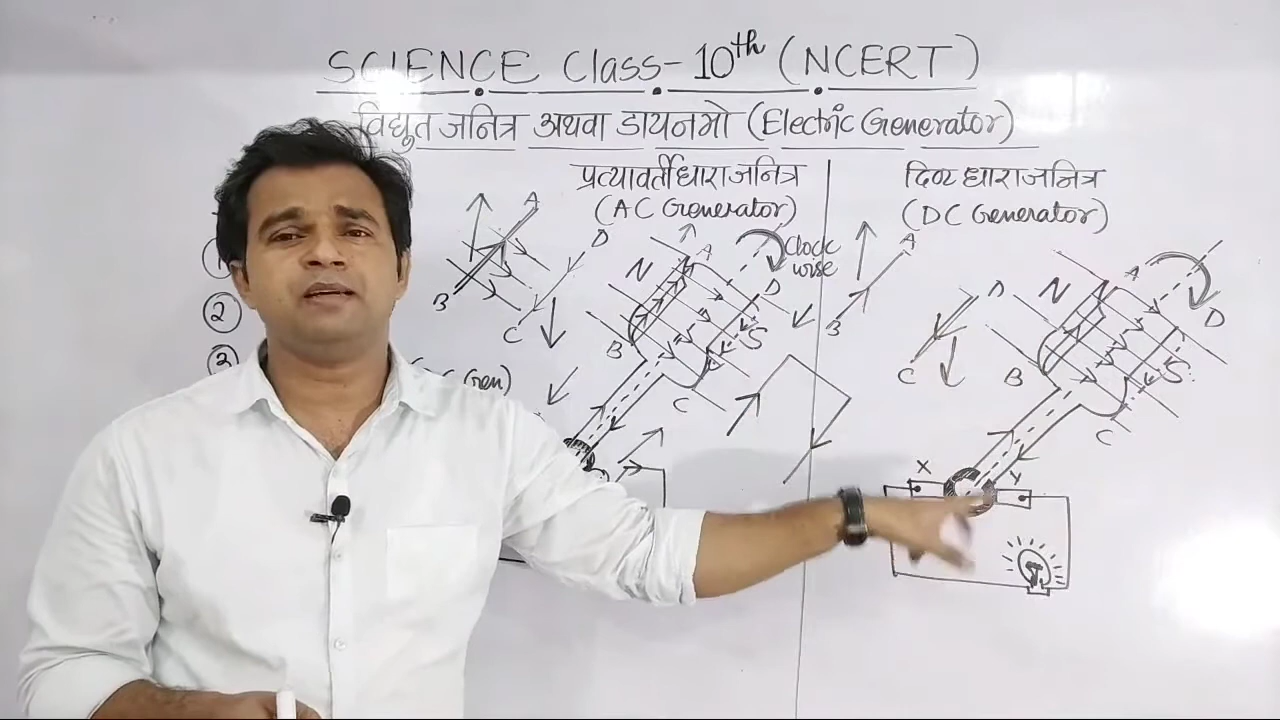 SCIENCE Class-10th (NCERT)
विद्युत जनित्र अथवा डायनमो (Electric Generator)
प्रत्यावर्ती धारा जनित्र
(AC Generator)
दिष्ट धारा जनित्र
(DC Generator)
A
D
B
C
N
A
Clock
wise
D
B
S
C
A
B
D
C
N
A
D
B
S
C
2
3
Gen)
X
Y